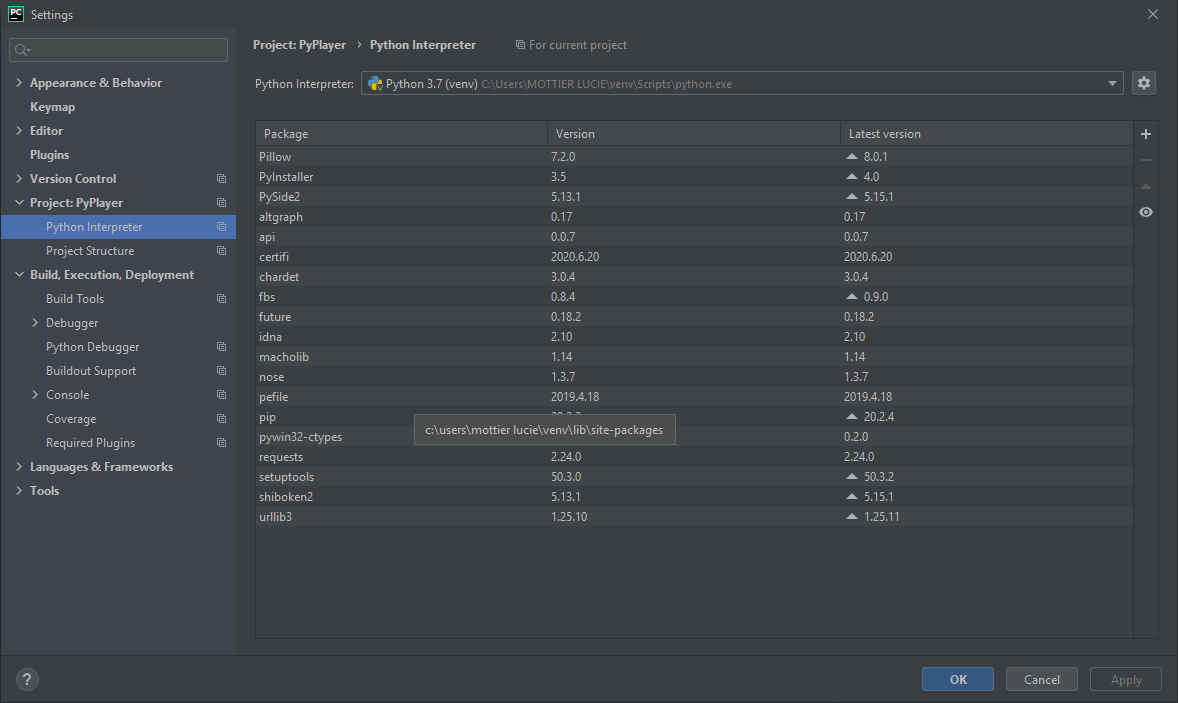 PC Settings
Project: PyPlayer › Python Interpreter For current project
Python Interpreter: Python 3.7 (venv) C:\Users\MOTTIER LUCIE\venv\Scripts\python.exe
Appearance & Behavior
Keymap
Editor
Plugins
Version Control
Project: PyPlayer
Python Interpreter
Project Structure
Build, Execution, Deployment
Build Tools
Debugger
Python Debugger
Buildout Support
Console
Coverage
Required Plugins
Languages & Frameworks
Tools
Package Version Latest version
Pillow 7.2.0 8.0.1
PyInstaller 3.5 4.0
PySide2 5.13.1 5.15.1
altgraph 0.17 0.17
api 0.0.7 0.0.7
certifi 2020.6.20 2020.6.20
chardet 3.0.4 3.0.4
fbs 0.8.4 0.9.0
future 0.18.2 0.18.2
idna 2.10 2.10
macholib 1.14 1.14
nose 1.3.7 1.3.7
pefile 2019.4.18 2019.4.18
pip 20.2.4
c:\users\mottier lucie\venv\lib\site-packages
pywin32-ctypes 0.2.0
requests 2.24.0 2.24.0
setuptools 50.3.0 50.3.2
shiboken2 5.13.1 5.15.1
urllib3 1.25.10 1.25.11
? OK Cancel Apply